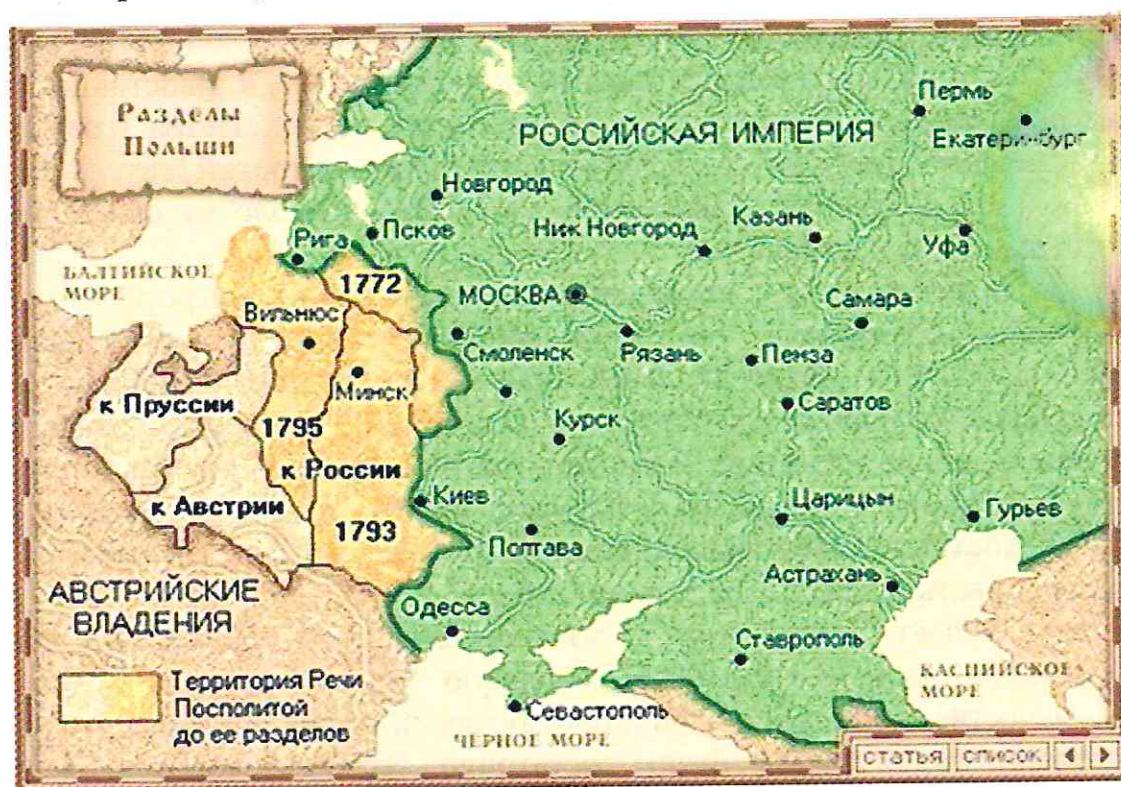 Разделы
Польши
РОССИЙСКАЯ ИМПЕРИЯ
Пермь
Екатеринбург
Новгород
Псков
Ниж Новгород
Казань
Уфа
Рига
БАЛТИЙСКОЕ
МОРЕ
1772
МОСКВА
Самара
Вильнюс
Смоленск
Рязань
Пенза
Минск
к Пруссии
Саратов
1795
Курск
к России
к Австрии
Киев
Царицын
Гурьев
1793
Полтава
Астрахань
АВСТРИЙСКИЕ
ВЛАДЕНИЯ
Одесса
Ставрополь
КАСПИЙСКОЕ
МОРЕ
Территория Речи
Посполитой
до ее разделов
Севастополь
ЧЕРНОЕ МОРЕ
статья
список